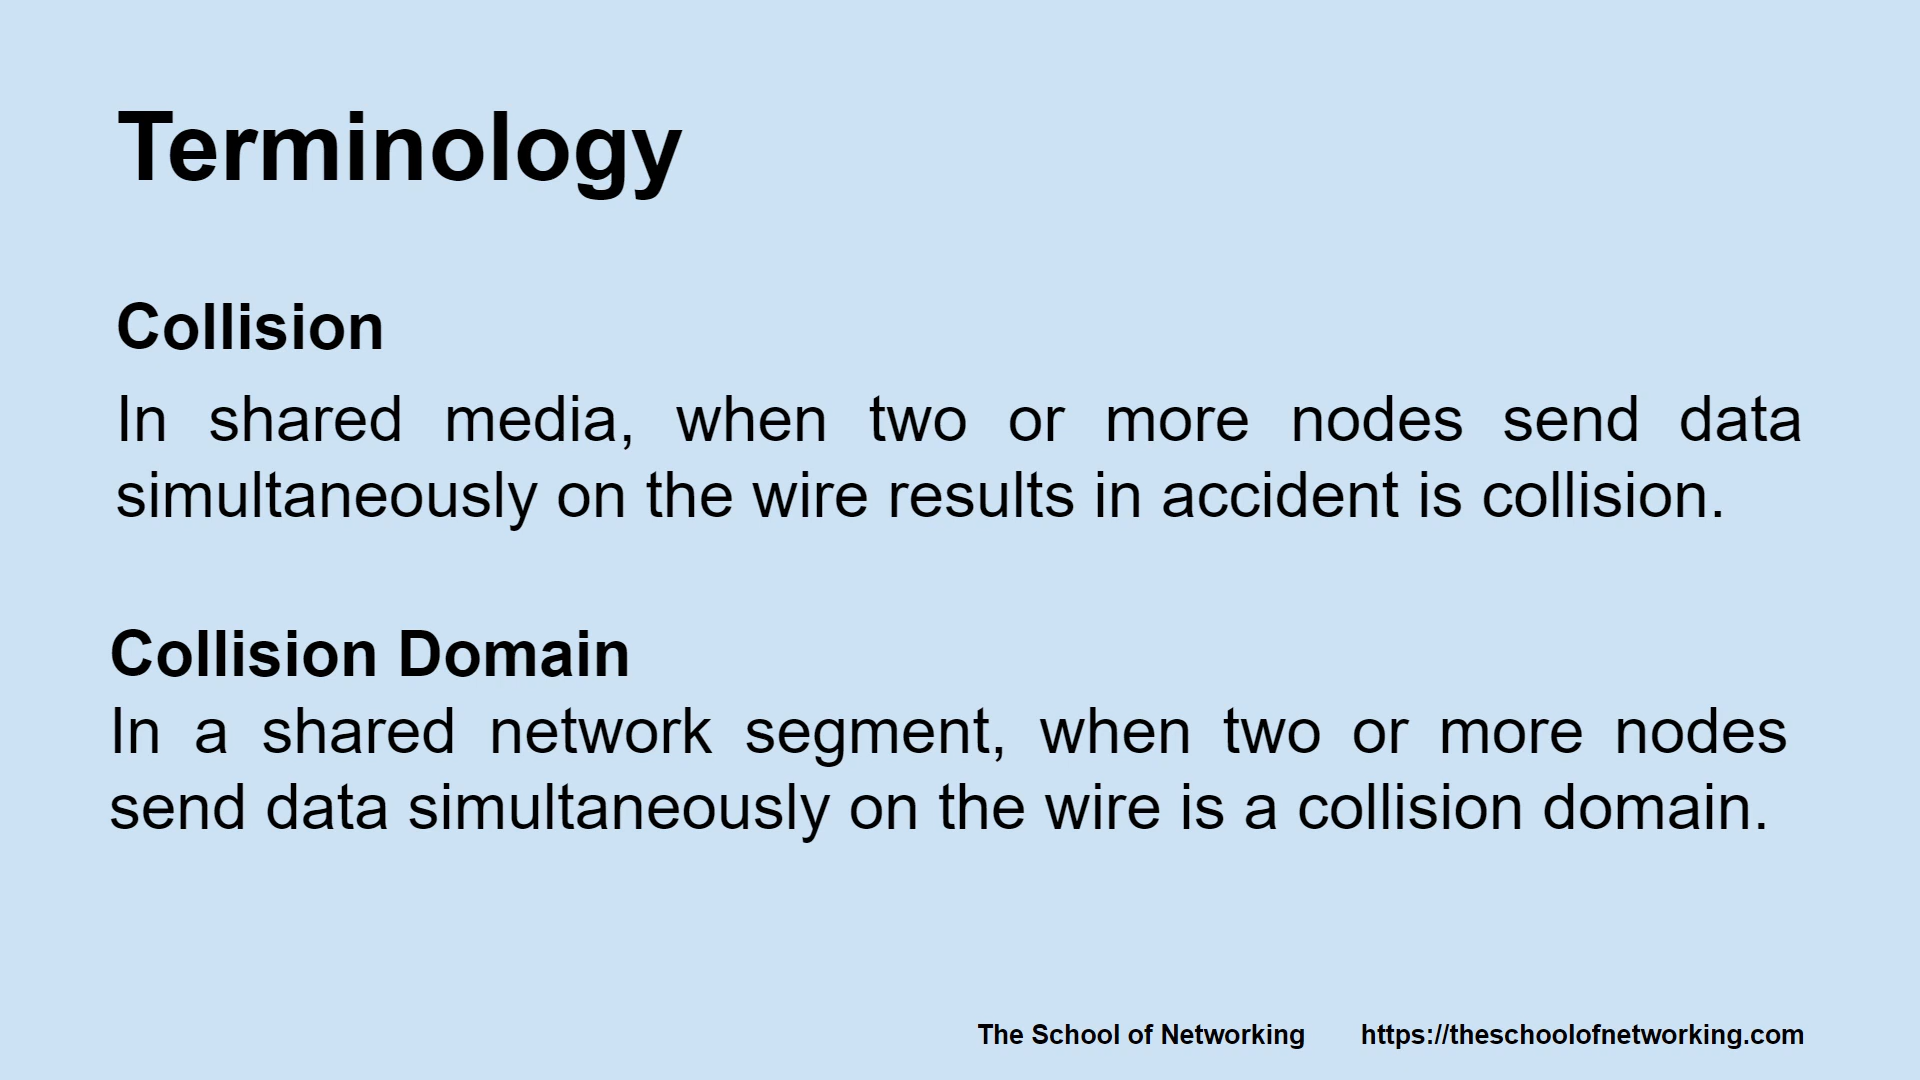 Terminology
Collision
In shared media, when two or more nodes send data
simultaneously on the wire results in accident is collision.
Collision Domain
In a shared network segment, when two or more nodes
send data simultaneously on the wire is a collision domain.
The School of Networking https://theschoolofnetworking.com